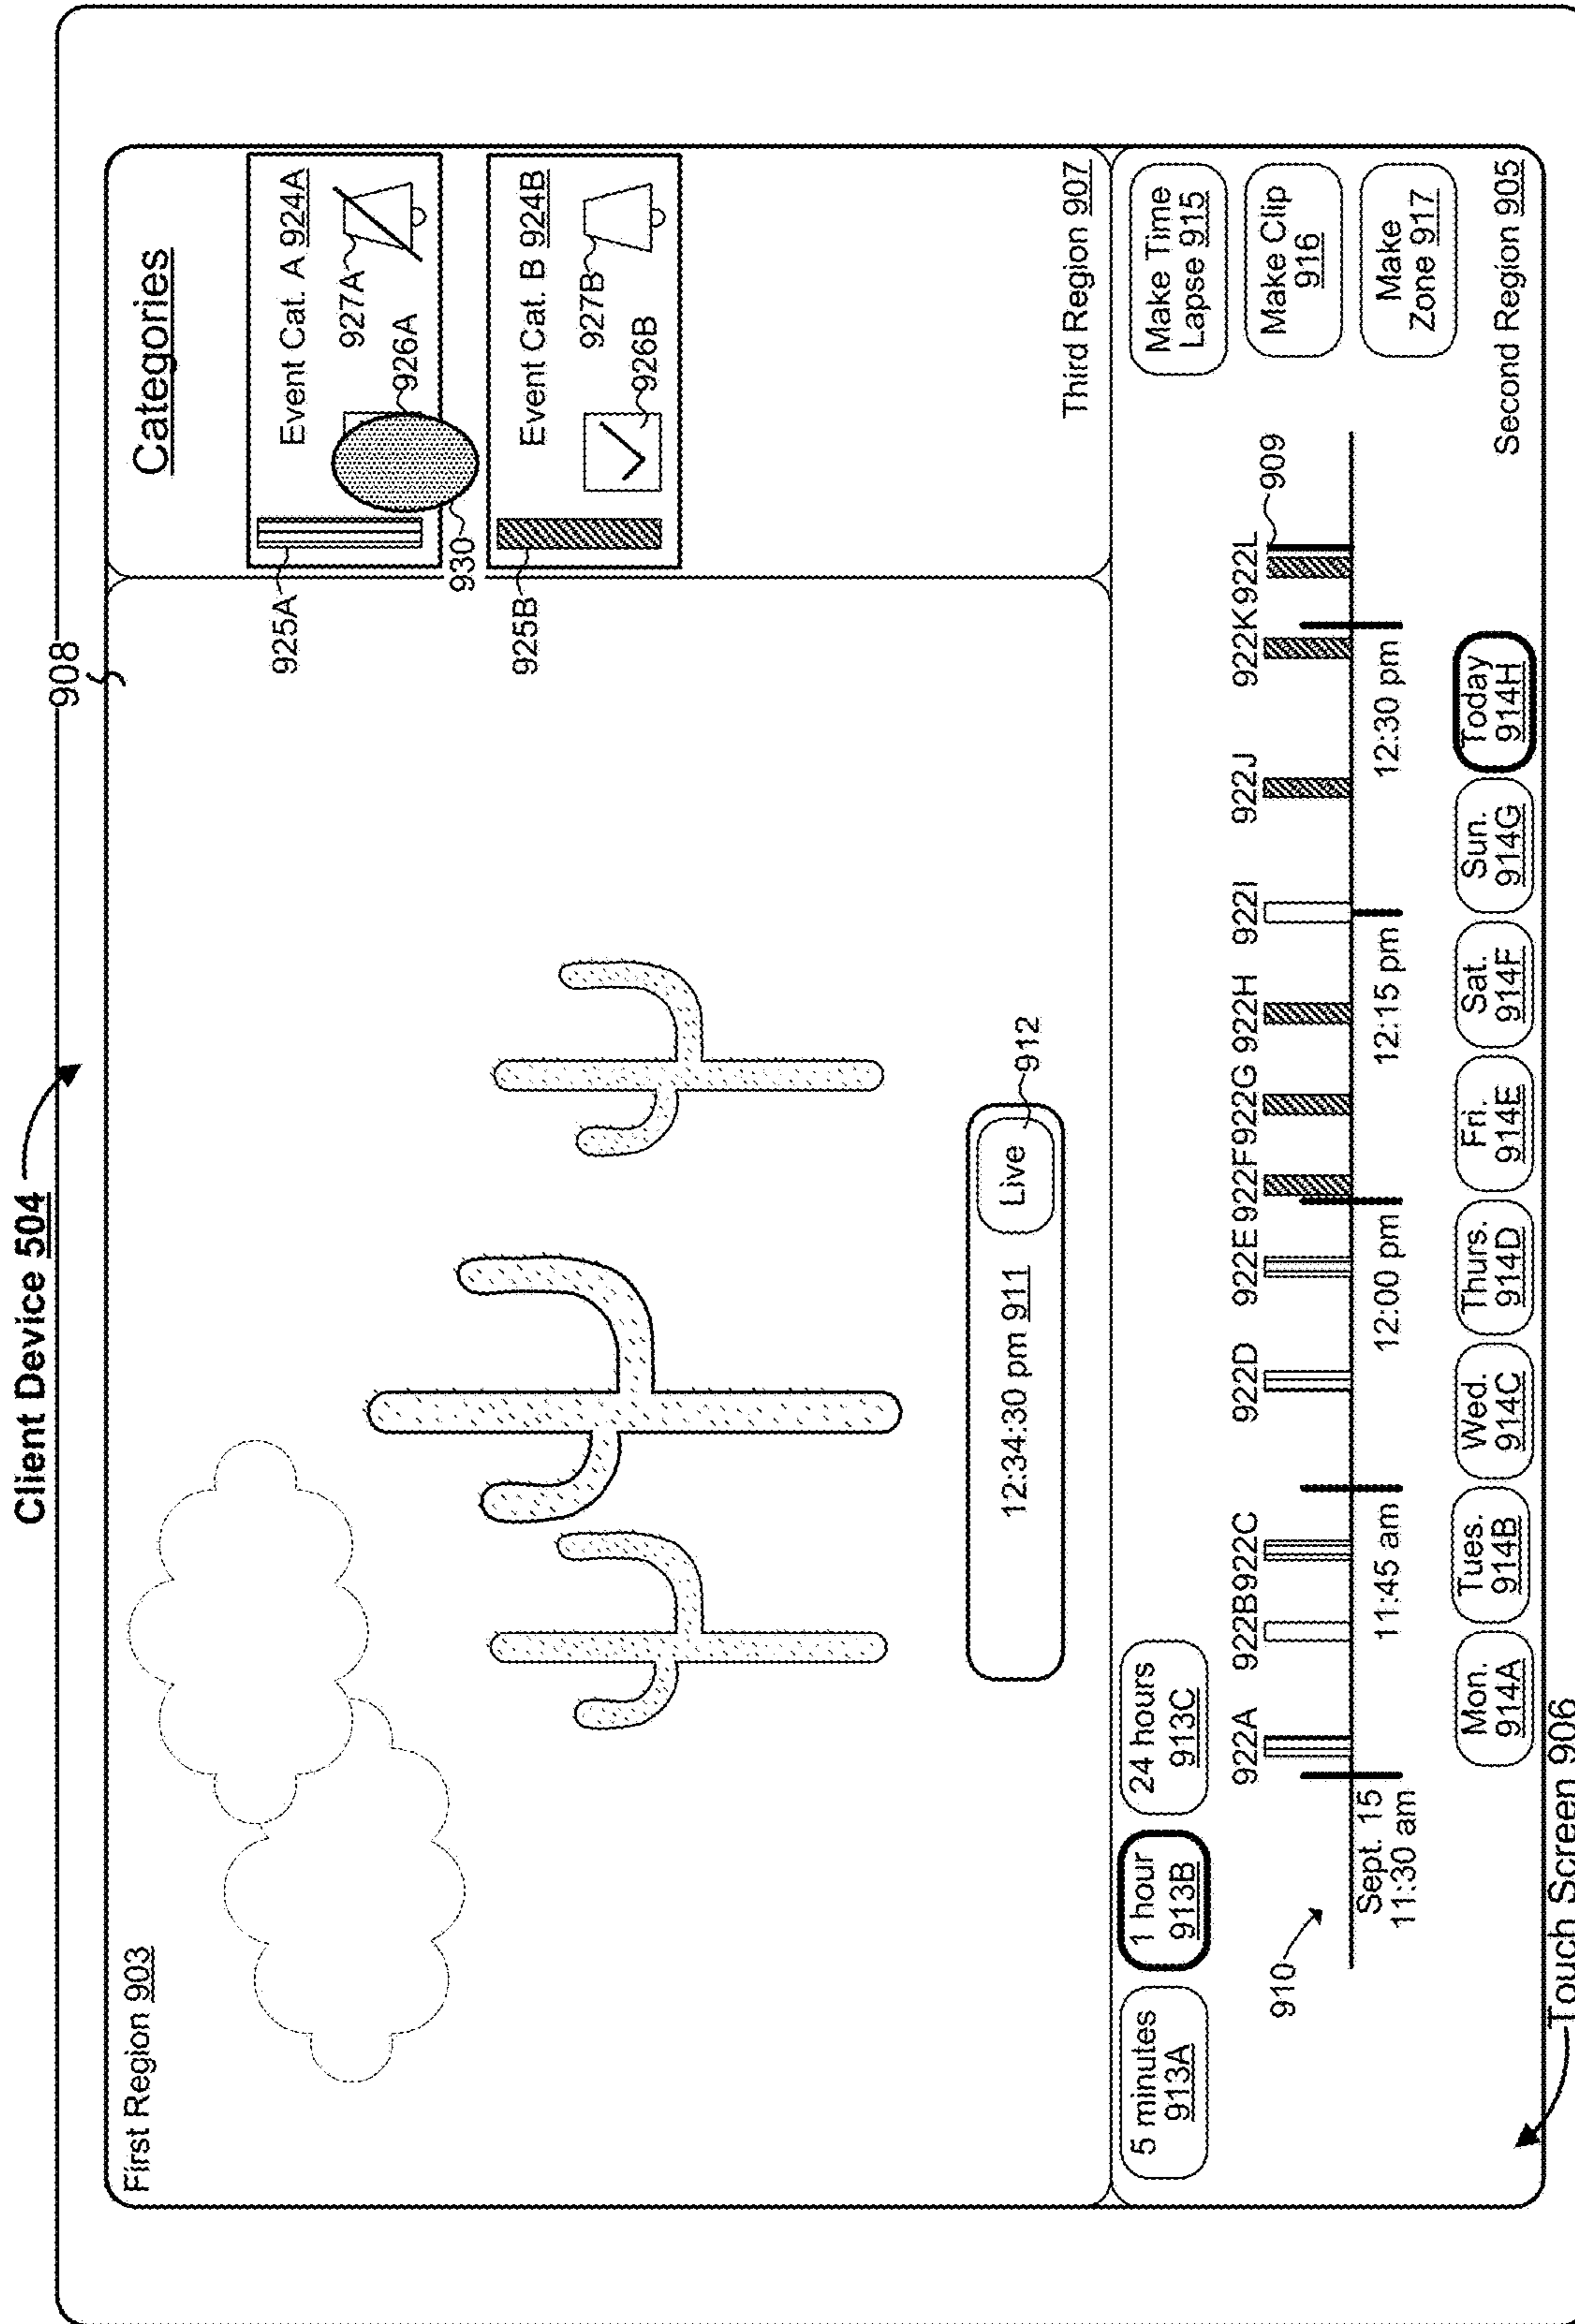 Client Device 504
908
First Region 903
Categories
Event Cat. A 924A
927A
926A
925A
930
Event Cat. B 924B
927B
926B
925B
12:34:30 pm 911
Live
912
Third Region 907
5 minutes
913A
1 hour
913B
24 hours
913C
Make Time
Lapse 915
Make Clip
916
Make
Zone 917
910
922A
922B
922C
922D
922E
922F
922G
922H
922I
922J
922K
922L
909
Sept. 15
11:30 am
11:45 am
12:00 pm
12:15 pm
12:30 pm
Mon.
914A
Tues.
914B
Wed.
914C
Thurs.
914D
Fri.
914E
Sat.
914F
Sun.
914G
Today
914H
Second Region 905
Touch Screen 906